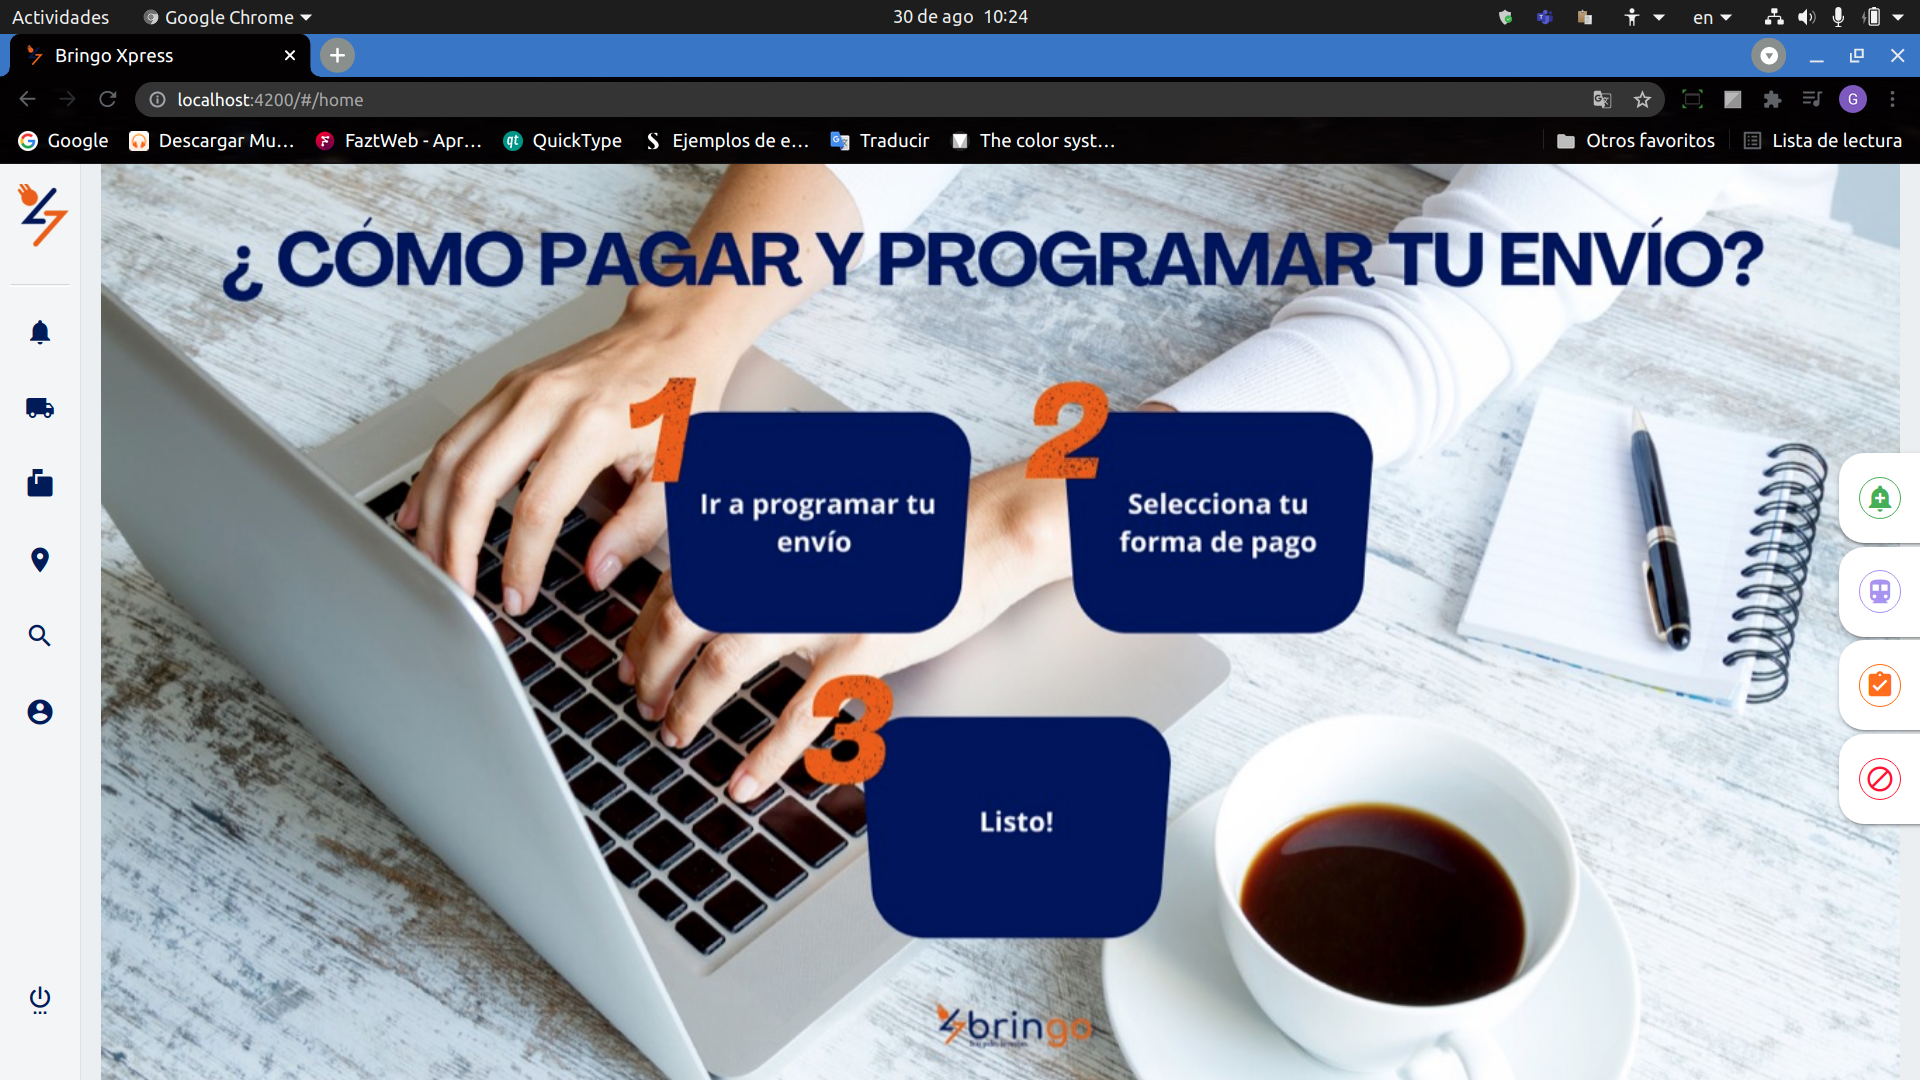 Actividades
Google Chrome
30 de ago 10:24
en
Bringo Xpress
localhost:4200/#/home
G
Google
Descargar Mu...
FaztWeb - Apr...
qt
QuickType
Ejemplos de e...
Traducir
The color syst...
Otros favoritos
Lista de lectura
¿ CÓMO PAGAR Y PROGRAMAR TU ENVÍO?
1
Ir a programar tu
envío
2
Selecciona tu
forma de pago
3
Listo!
bringo